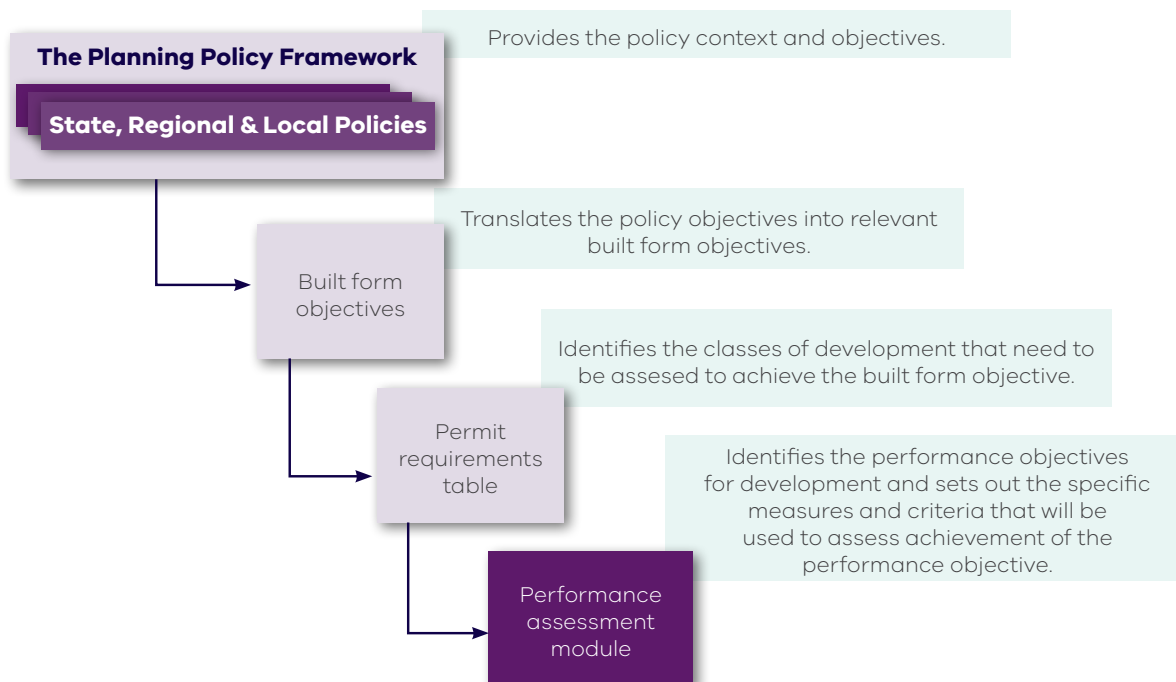 Provides the policy context and objectives.
The Planning Policy Framework
State, Regional & Local Policies
Translates the policy objectives into relevant
built form objectives.
Built form
objectives
Identifies the classes of development that need to
be assesed to achieve the built form objective.
Permit
requirements
table
Identifies the performance objectives
for development and sets out the specific
measures and criteria that will be
used to assess achievement of the
performance objective.
Performance
assessment
module